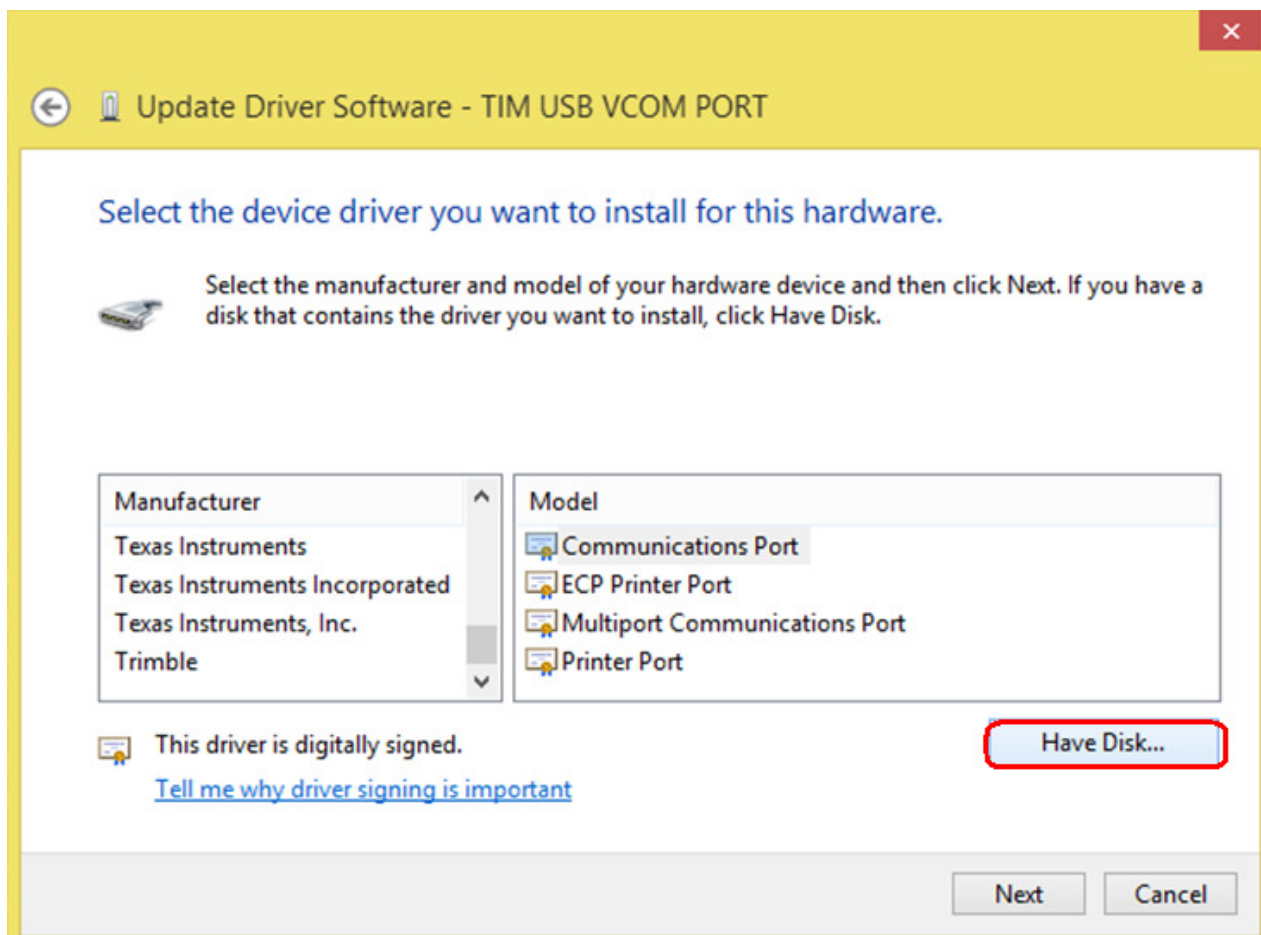 Update Driver Software - TIM USB VCOM PORT
Select the device driver you want to install for this hardware.
Select the manufacturer and model of your hardware device and then click Next. If you have a
disk that contains the driver you want to install, click Have Disk.
Manufacturer
Texas Instruments
Texas Instruments Incorporated
Texas Instruments, Inc.
Trimble
Model
Communications Port
ECP Printer Port
Multiport Communications Port
Printer Port
This driver is digitally signed.
Have Disk...
Tell me why driver signing is important
Next
Cancel